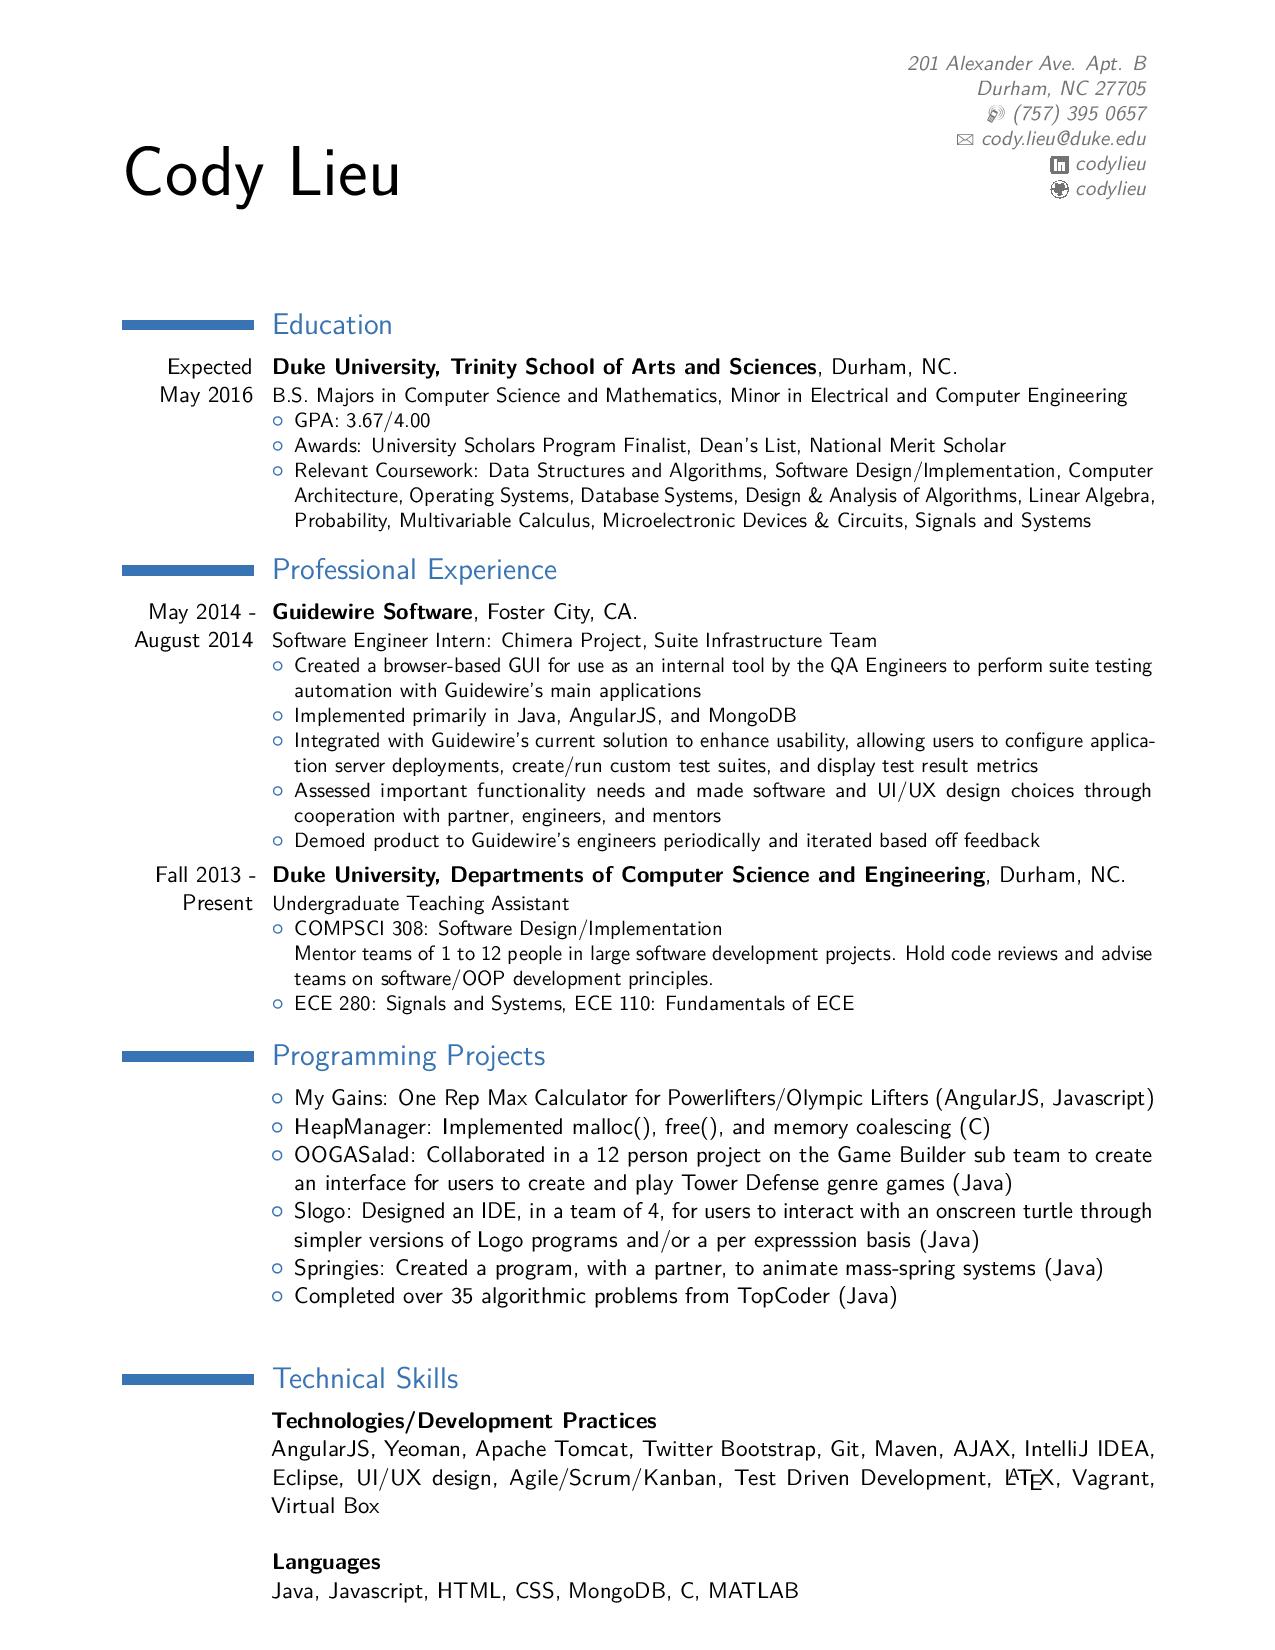 201 Alexander Ave. Apt. B
Durham, NC 27705
(757) 395 0657
cody.lieu@duke.edu
in codylieu
codylieu
Cody Lieu
Education
Expected Duke University, Trinity School of Arts and Sciences, Durham, NC.
May 2016 B.S. Majors in Computer Science and Mathematics, Minor in Electrical and Computer Engineering
GPA: 3.67/4.00
Awards: University Scholars Program Finalist, Dean's List, National Merit Scholar
Relevant Coursework: Data Structures and Algorithms, Software Design/Implementation, Computer
Architecture, Operating Systems, Database Systems, Design & Analysis of Algorithms, Linear Algebra,
Probability, Multivariable Calculus, Microelectronic Devices & Circuits, Signals and Systems
Professional Experience
May 2014 - Guidewire Software, Foster City, CA.
August 2014 Software Engineer Intern: Chimera Project, Suite Infrastructure Team
Created a browser-based GUI for use as an internal tool by the QA Engineers to perform suite testing
automation with Guidewire's main applications
Implemented primarily in Java, AngularJS, and MongoDB
Integrated with Guidewire's current solution to enhance usability, allowing users to configure applica-
tion server deployments, create/run custom test suites, and display test result metrics
Assessed important functionality needs and made software and UI/UX design choices through
cooperation with partner, engineers, and mentors
Demoed product to Guidewire's engineers periodically and iterated based off feedback
Fall 2013 - Duke University, Departments of Computer Science and Engineering, Durham, NC.
Present Undergraduate Teaching Assistant
COMPSCI 308: Software Design/Implementation
Mentor teams of 1 to 12 people in large software development projects. Hold code reviews and advise
teams on software/OOP development principles.
ECE 280: Signals and Systems, ECE 110: Fundamentals of ECE
Programming Projects
My Gains: One Rep Max Calculator for Powerlifters/Olympic Lifters (AngularJS, Javascript)
HeapManager: Implemented malloc(), free(), and memory coalescing (C)
OOGASalad: Collaborated in a 12 person project on the Game Builder sub team to create
an interface for users to create and play Tower Defense genre games (Java)
Slogo: Designed an IDE, in a team of 4, for users to interact with an onscreen turtle through
simpler versions of Logo programs and/or a per expresssion basis (Java)
Springies: Created a program, with a partner, to animate mass-spring systems (Java)
Completed over 35 algorithmic problems from TopCoder (Java)
Technical Skills
Technologies/Development Practices
AngularJS, Yeoman, Apache Tomcat, Twitter Bootstrap, Git, Maven, AJAX, IntelliJ IDEA,
Eclipse, UI/UX design, Agile/Scrum/Kanban, Test Driven Development, LATEX, Vagrant,
Virtual Box
Languages
Java, Javascript, HTML, CSS, MongoDB, C, MATLAB